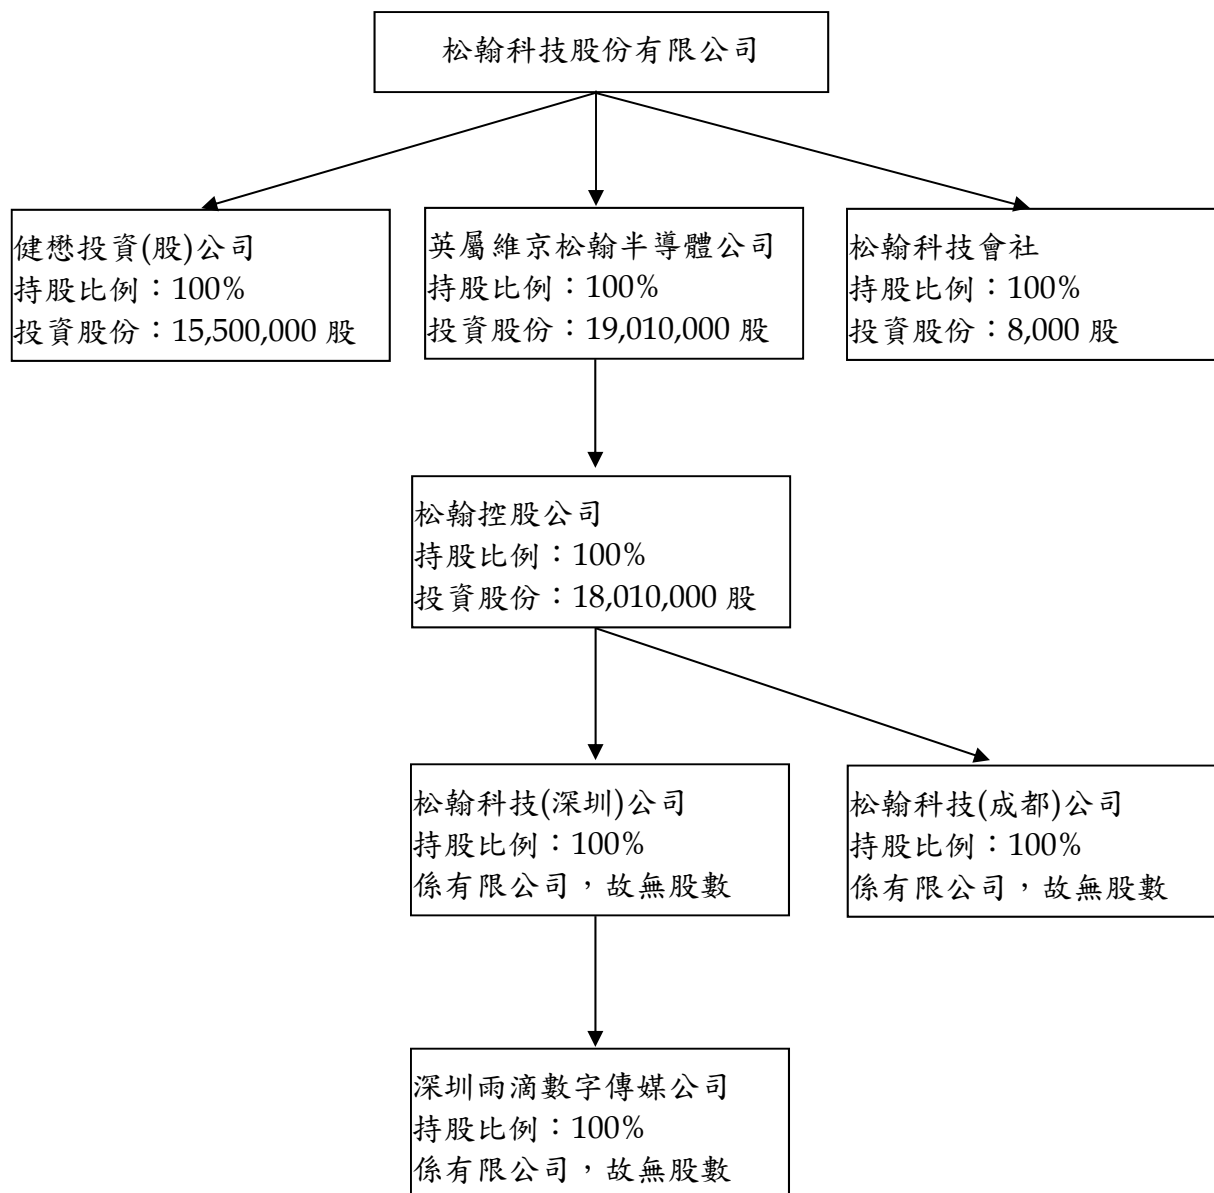 松翰科技股份有限公司
健懋投資(股)公司
持股比例：100%
投資股份：15,500,000 股
英屬維京松翰半導體公司
持股比例：100%
投資股份：19,010,000 股
松翰科技會社
持股比例：100%
投資股份：8,000 股
松翰控股公司
持股比例：100%
投資股份：18,010,000 股
松翰科技(深圳)公司
持股比例：100%
係有限公司，故無股數
松翰科技(成都)公司
持股比例：100%
係有限公司，故無股數
深圳雨滴數字傳媒公司
持股比例：100%
係有限公司，故無股數